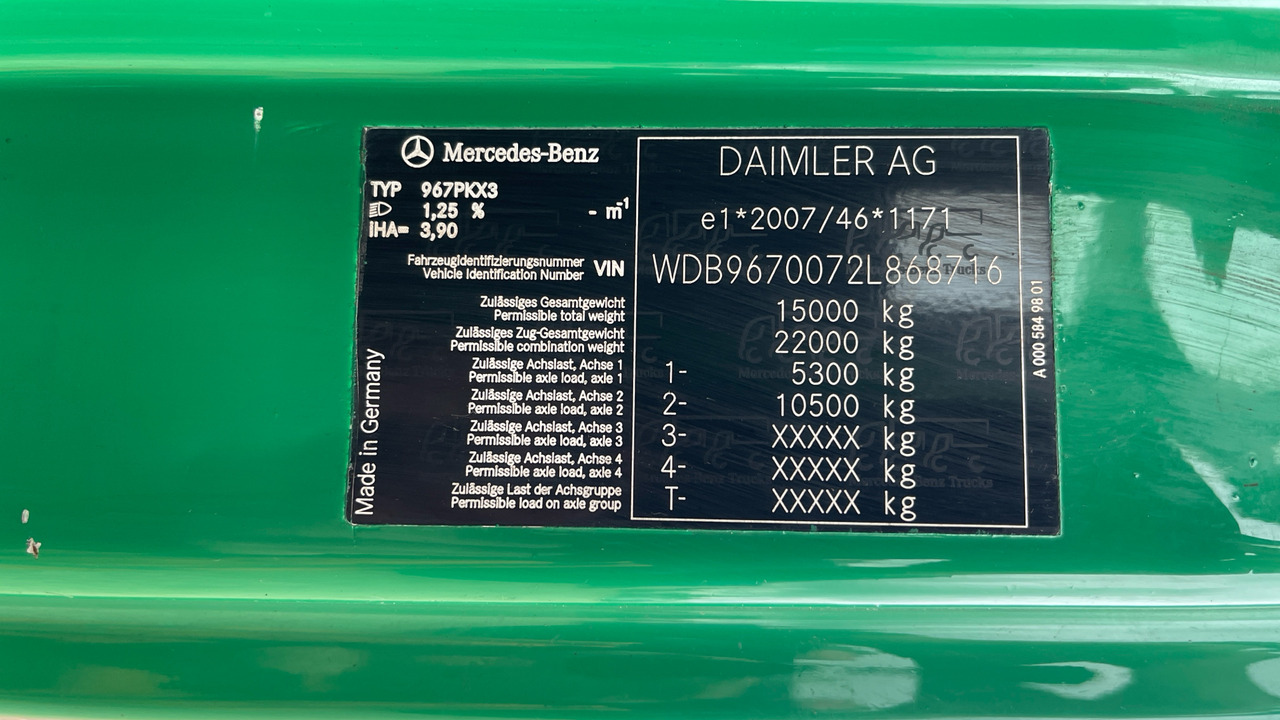 Mercedes-Benz
TYP 967PKX3
1,25 % - m⁻¹
IHA= 3,90
DAIMLER AG
e1*2007/46*1171
Fahrzeugidentifizierungsnummer
Vehicle Identification Number
VIN WDB9670072L868716
Zulässiges Gesamtgewicht
Permissible total weight
15000 kg
Zulässiges Zug-Gesamtgewicht
Permissible combination weight
22000 kg
Zulässige Achslast, Achse 1
Permissible axle load, axle 1
1- 5300 kg
Zulässige Achslast, Achse 2
Permissible axle load, axle 2
2- 10500 kg
Zulässige Achslast, Achse 3
Permissible axle load, axle 3
3- XXXXX kg
Zulässige Achslast, Achse 4
Permissible axle load, axle 4
4- XXXXX kg
Zulässige Last der Achsgruppe
Permissible load on axle group
T- XXXXX kg
Made in Germany
A 000 584 98 01